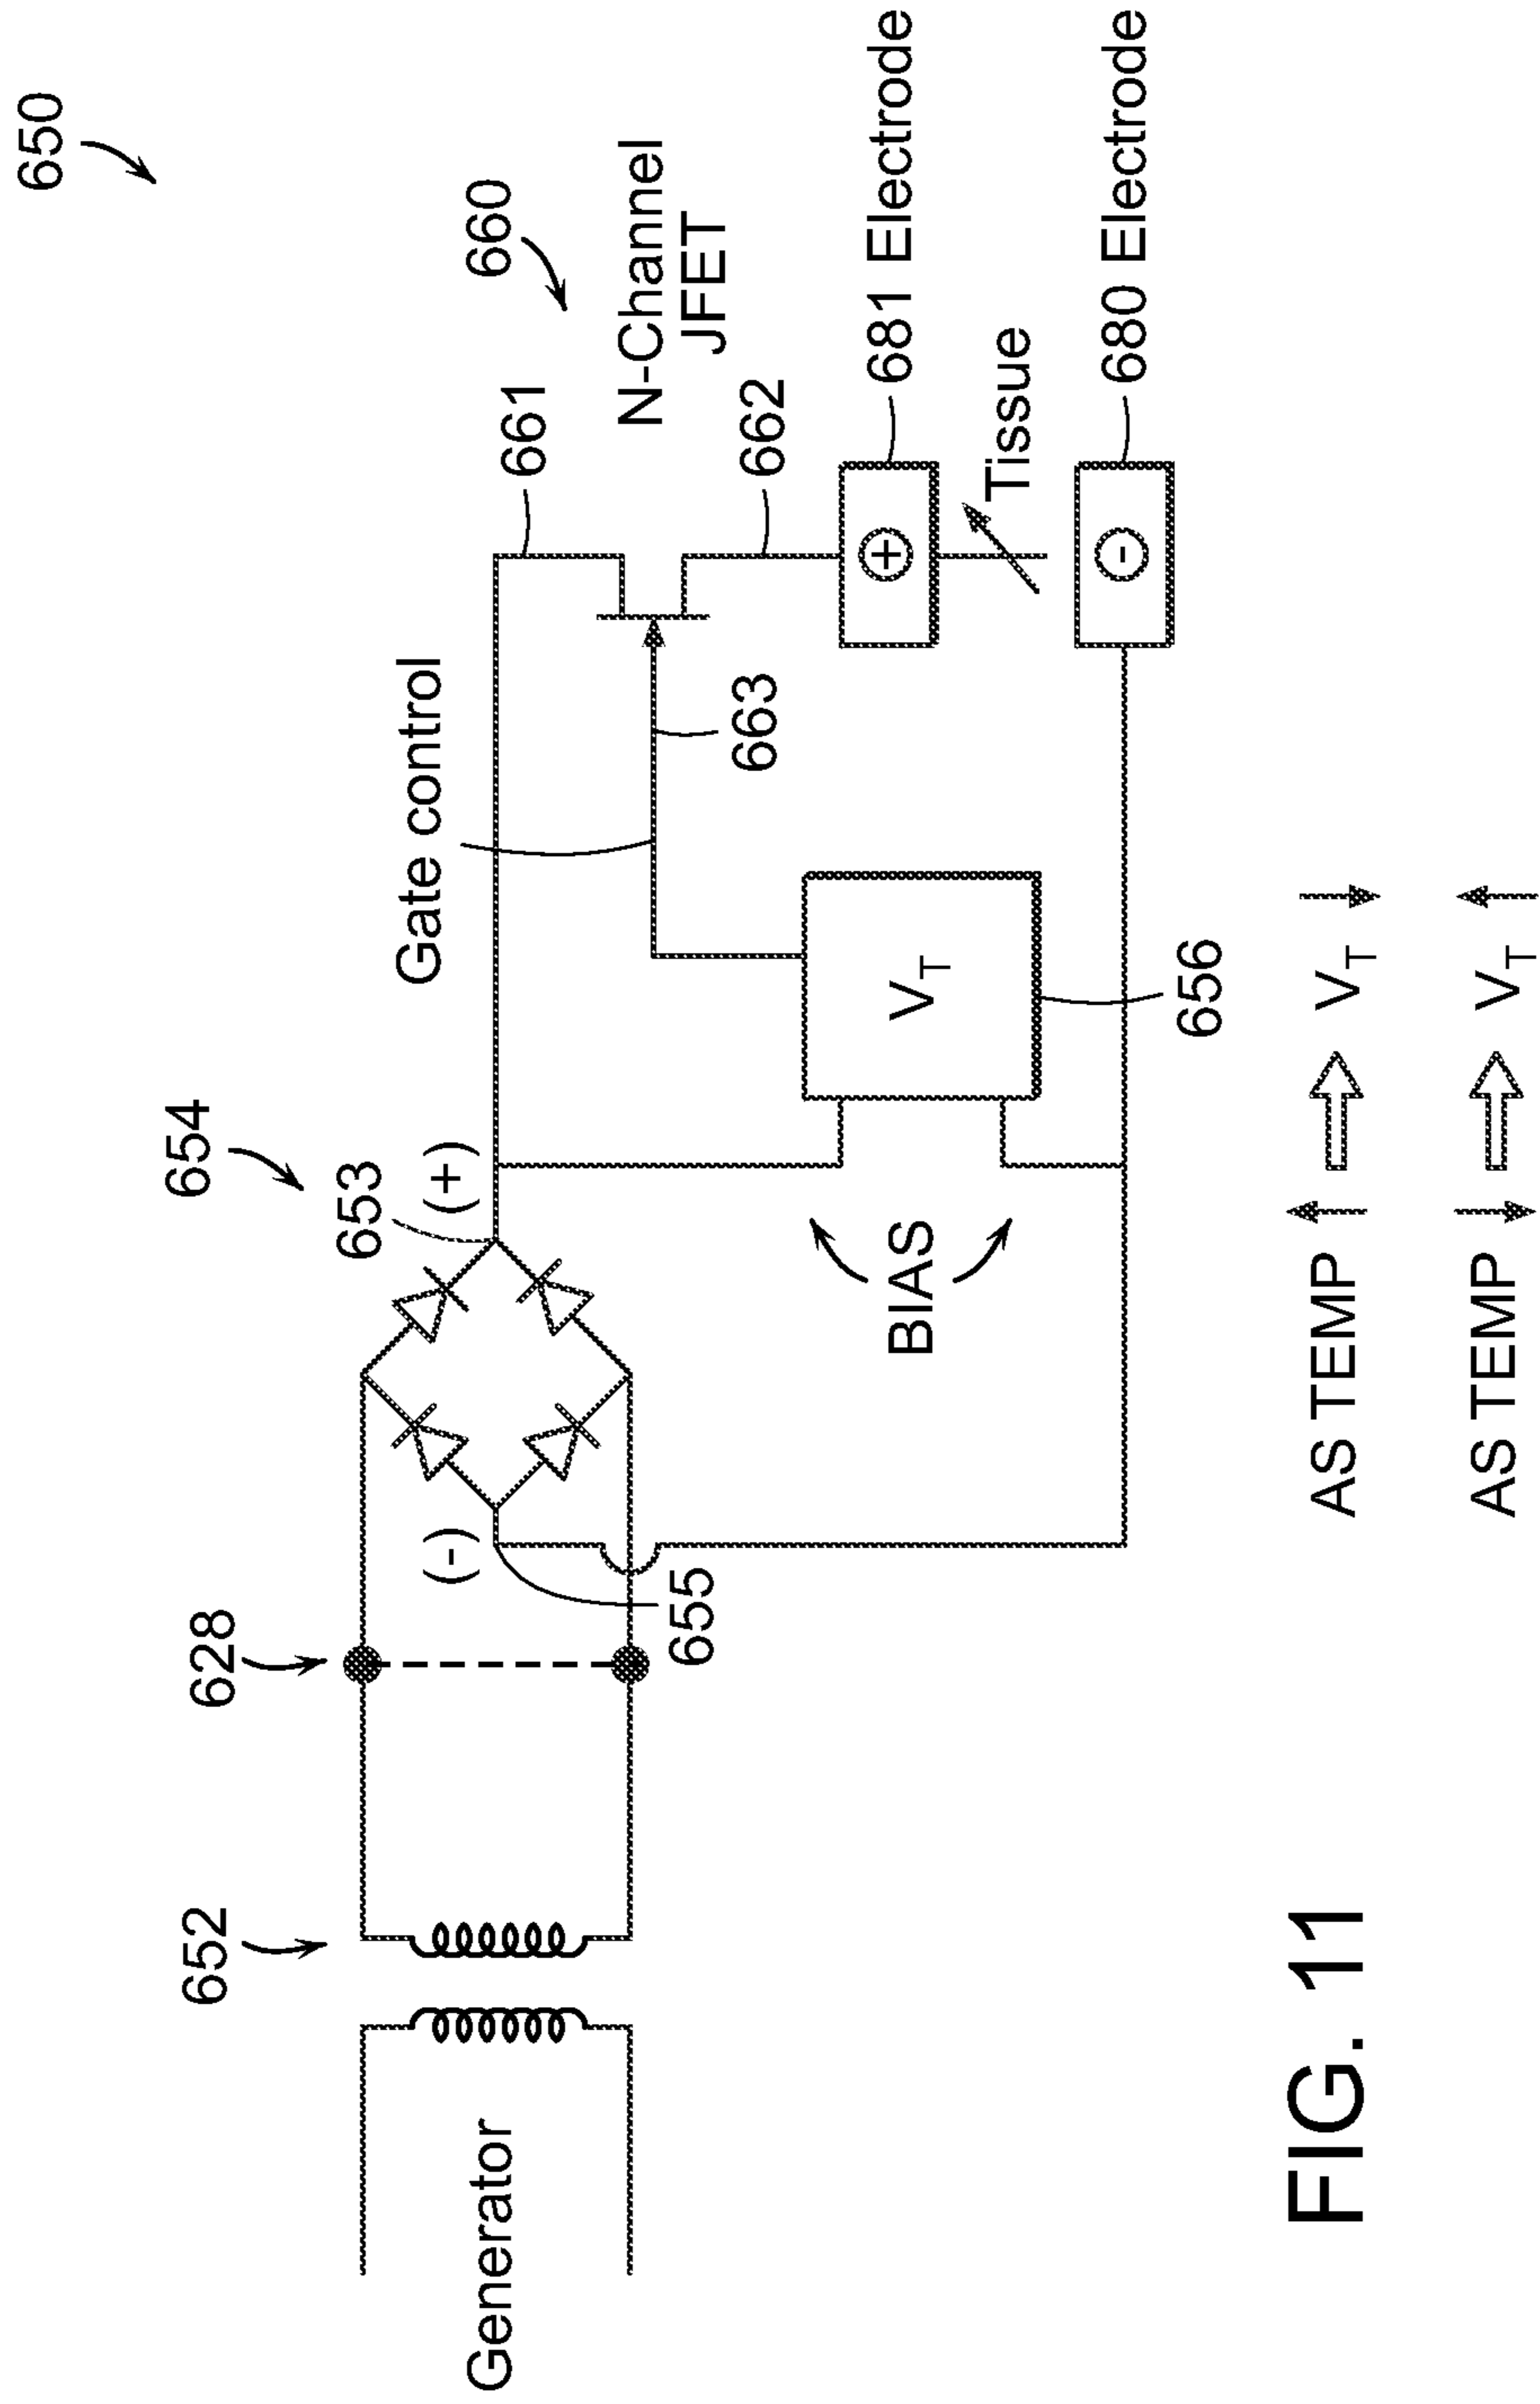 650
660
N-Channel
JFET
661
662
681 Electrode
Tissue
680 Electrode
Gate control
663
654
653
(+)
V_T
656
BIAS
628
(-)
655
652
Generator
AS TEMP ↑ ⇒ V_T ↓
AS TEMP ↓ ⇒ V_T ↑
+
-
FIG. 11